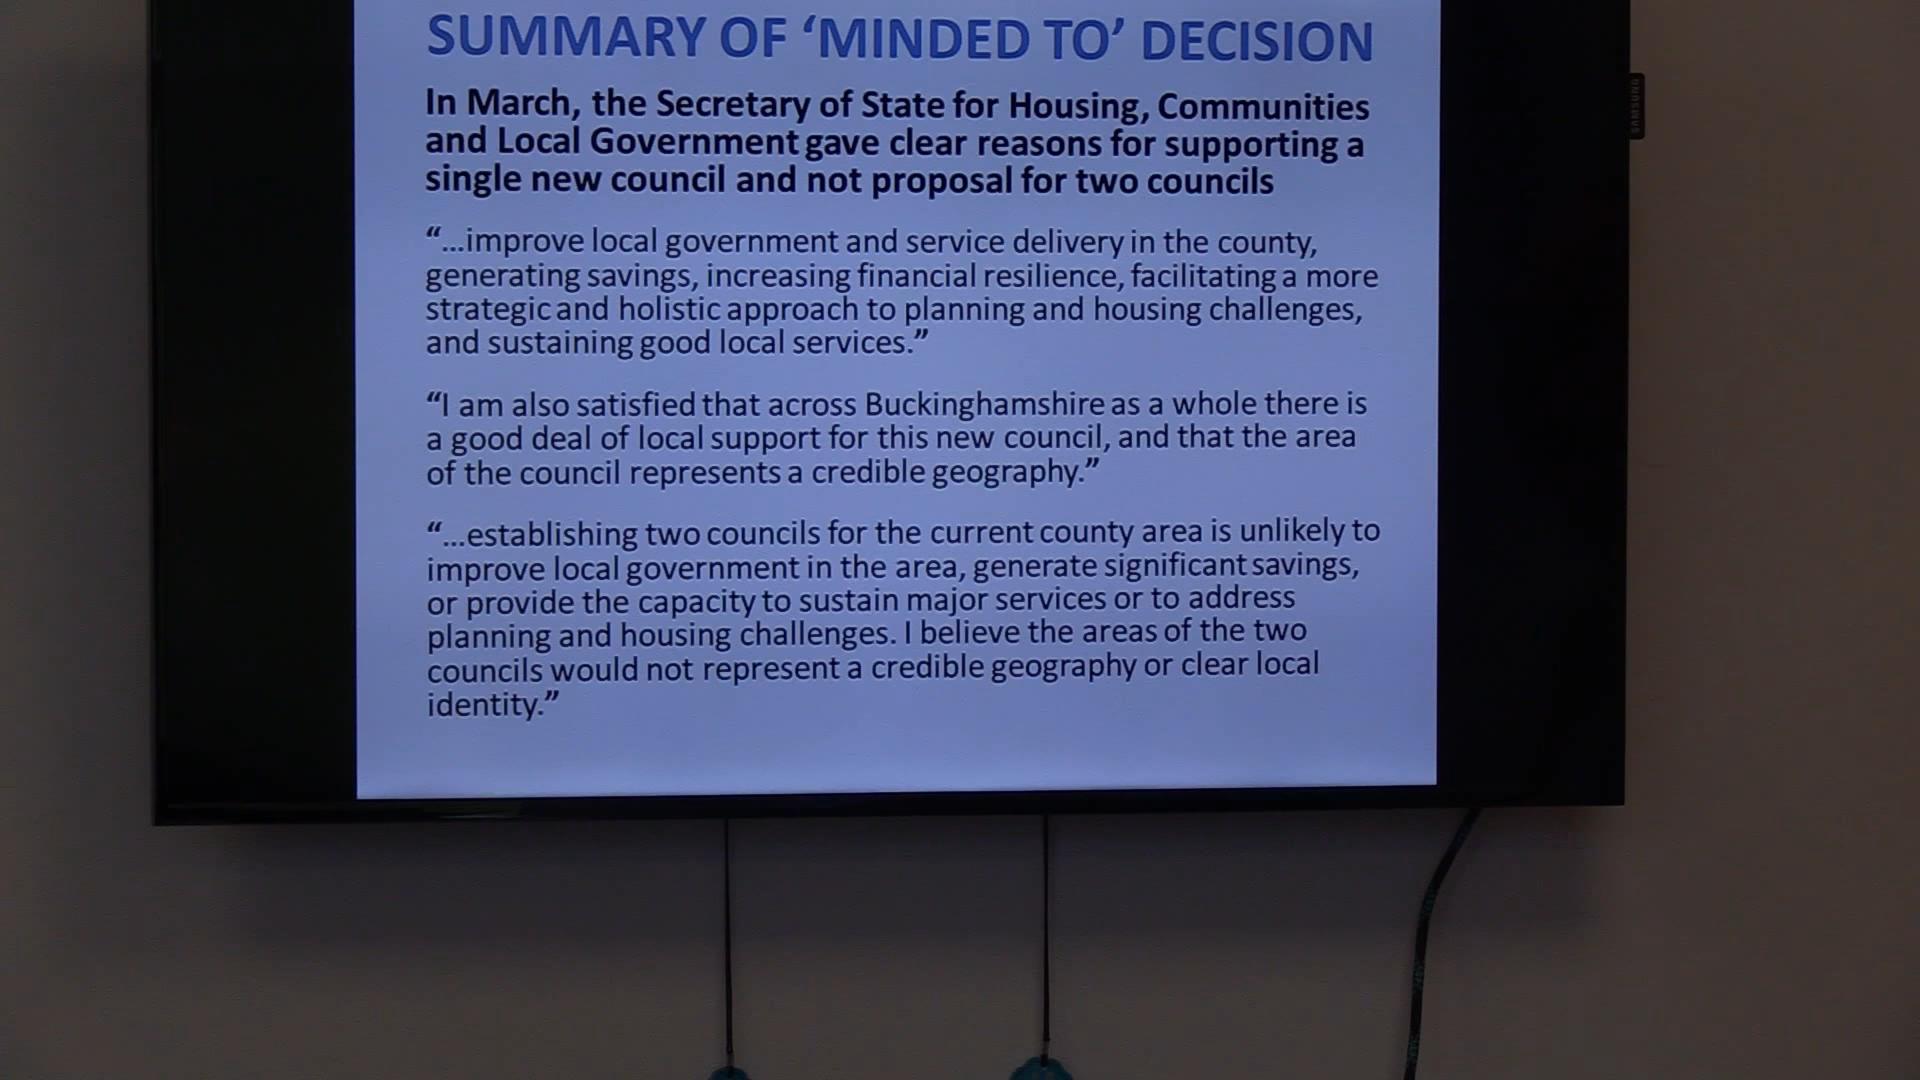 SUMMARY OF ‘MINDED TO’ DECISION
In March, the Secretary of State for Housing, Communities
and Local Government gave clear reasons for supporting a
single new council and not proposal for two councils
“...improve local government and service delivery in the county,
generating savings, increasing financial resilience, facilitating a more
strategic and holistic approach to planning and housing challenges,
and sustaining good local services.”
“I am also satisfied that across Buckinghamshire as a whole there is
a good deal of local support for this new council, and that the area
of the council represents a credible geography.”
“...establishing two councils for the current county area is unlikely to
improve local government in the area, generate significant savings,
or provide the capacity to sustain major services or to address
planning and housing challenges. I believe the areas of the two
councils would not represent a credible geography or clear local
identity.”
SAMSUNG